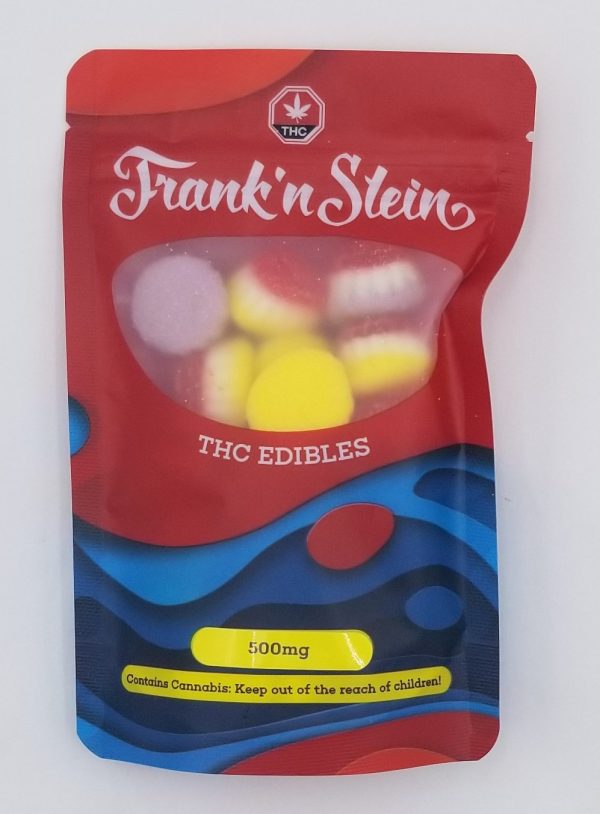 THC
Frank'n Stein
THC EDIBLES
500mg
Contains Cannabis: Keep out of the reach of children!